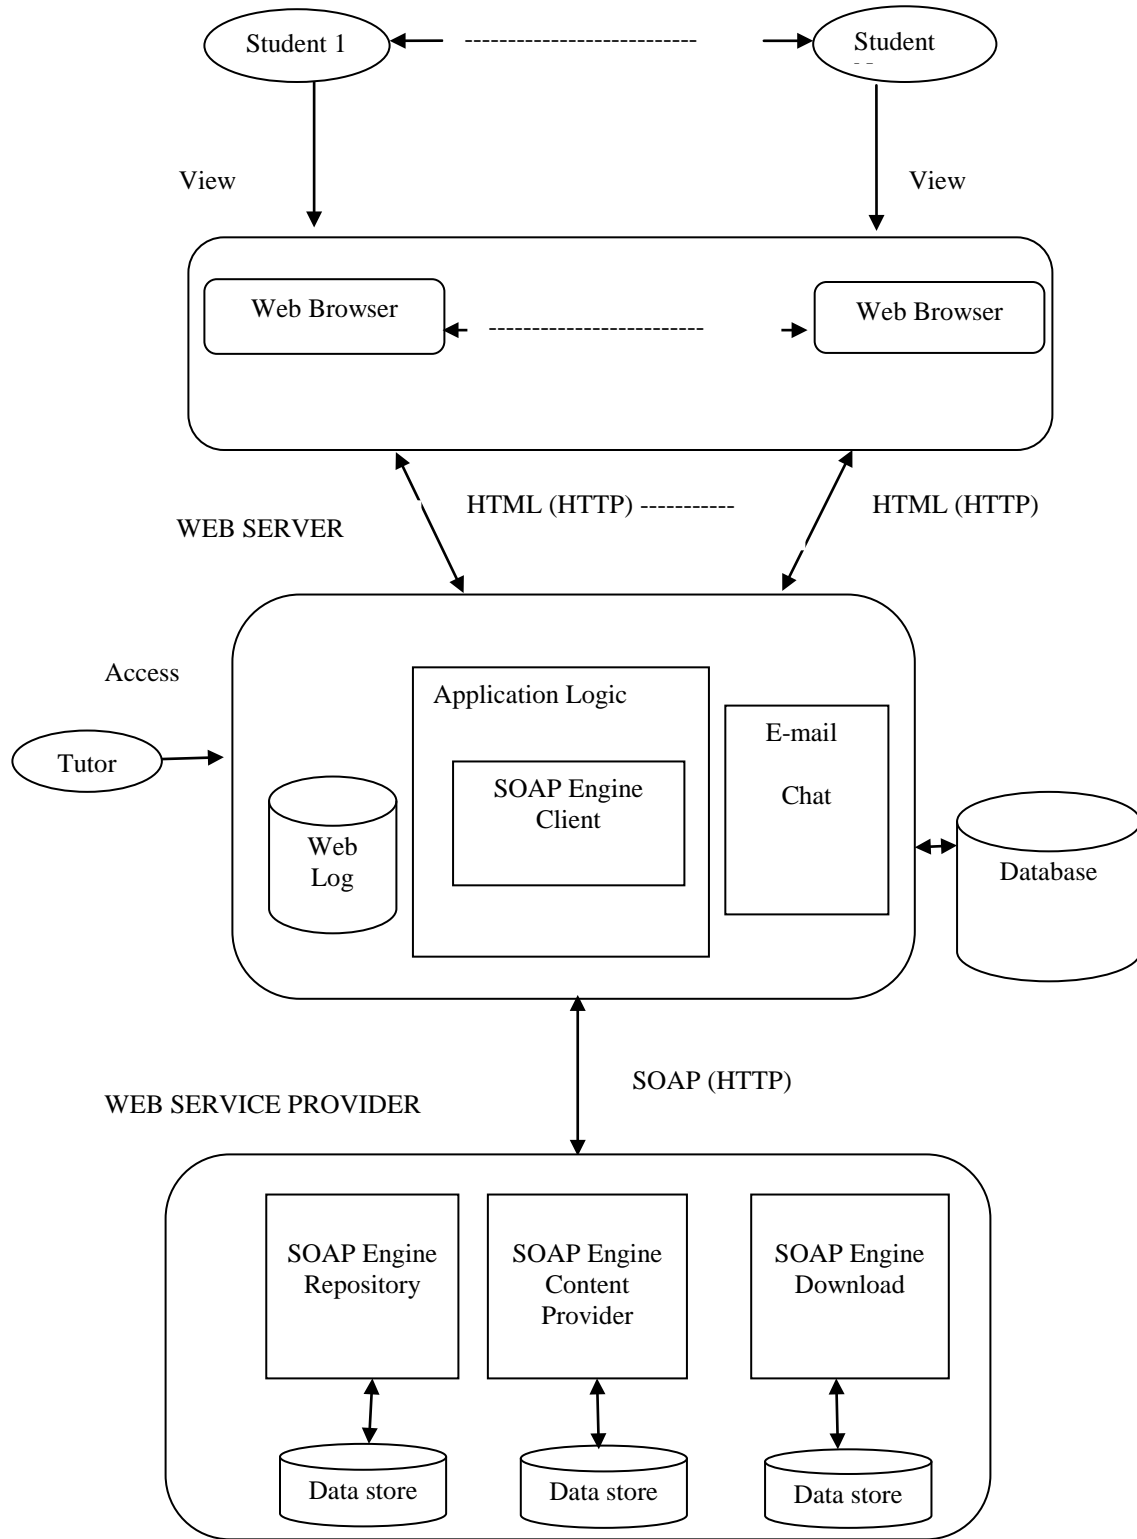 Student 1
Student
View
View
Web Browser
Web Browser
HTML (HTTP) -----------
HTML (HTTP)
WEB SERVER
Access
Application Logic
E-mail
Tutor
SOAP Engine
Client
Chat
Web
Log
Database
SOAP (HTTP)
WEB SERVICE PROVIDER
SOAP Engine
Repository
SOAP Engine
Content
Provider
SOAP Engine
Download
Data store
Data store
Data store